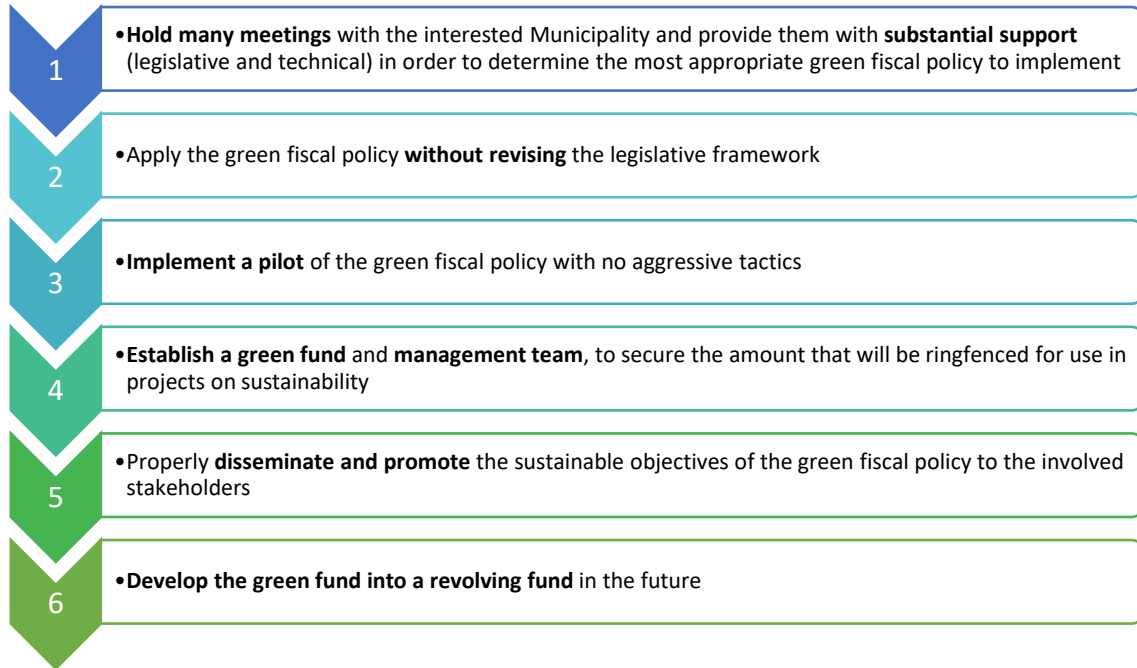 1
•Hold many meetings with the interested Municipality and provide them with substantial support
(legislative and technical) in order to determine the most appropriate green fiscal policy to implement
2
•Apply the green fiscal policy without revising the legislative framework
3
•Implement a pilot of the green fiscal policy with no aggressive tactics
4
•Establish a green fund and management team, to secure the amount that will be ringfenced for use in
projects on sustainability
5
•Properly disseminate and promote the sustainable objectives of the green fiscal policy to the involved
stakeholders
6
•Develop the green fund into a revolving fund in the future